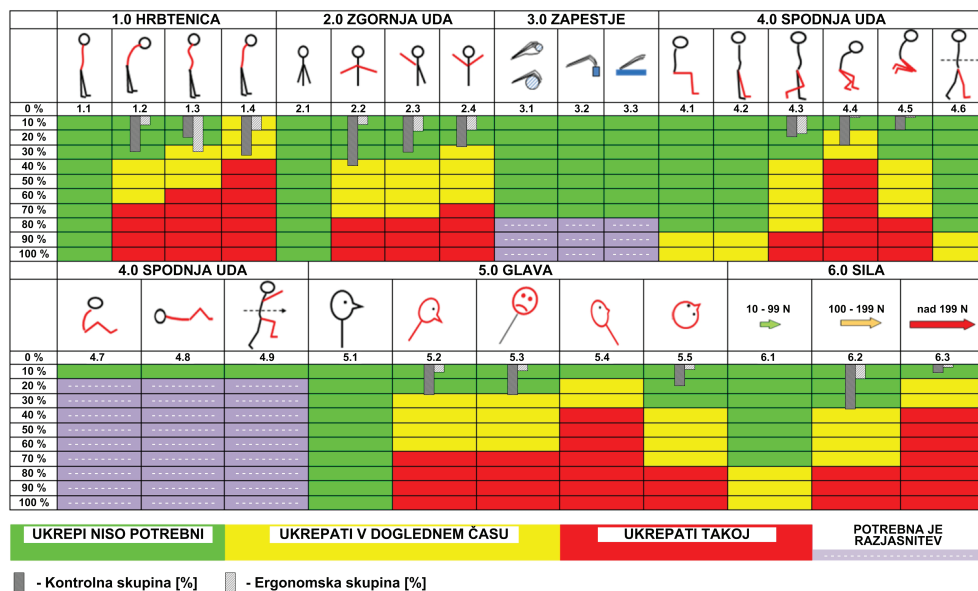 1.0 HRBTENICA 2.0 ZGORNJA UDA 3.0 ZAPESTJE 4.0 SPODNJA UDA
0 % 1.1 1.2 1.3 1.4 2.1 2.2 2.3 2.4 3.1 3.2 3.3 4.1 4.2 4.3 4.4 4.5 4.6
10 %
20 %
30 %
40 %
50 %
60 %
70 %
80 %
90 %
100 %
4.0 SPODNJA UDA 5.0 GLAVA 6.0 SILA
10 - 99 N 100 - 199 N nad 199 N
0 % 4.7 4.8 4.9 5.1 5.2 5.3 5.4 5.5 6.1 6.2 6.3
10 %
20 %
30 %
40 %
50 %
60 %
70 %
80 %
90 %
100 %
UKREPI NISO POTREBNI UKREPATI V DOGLEDNEM ČASU UKREPATI TAKOJ POTREBNA JE
RAZJASNITEV
- Kontrolna skupina [%] - Ergonomska skupina [%]